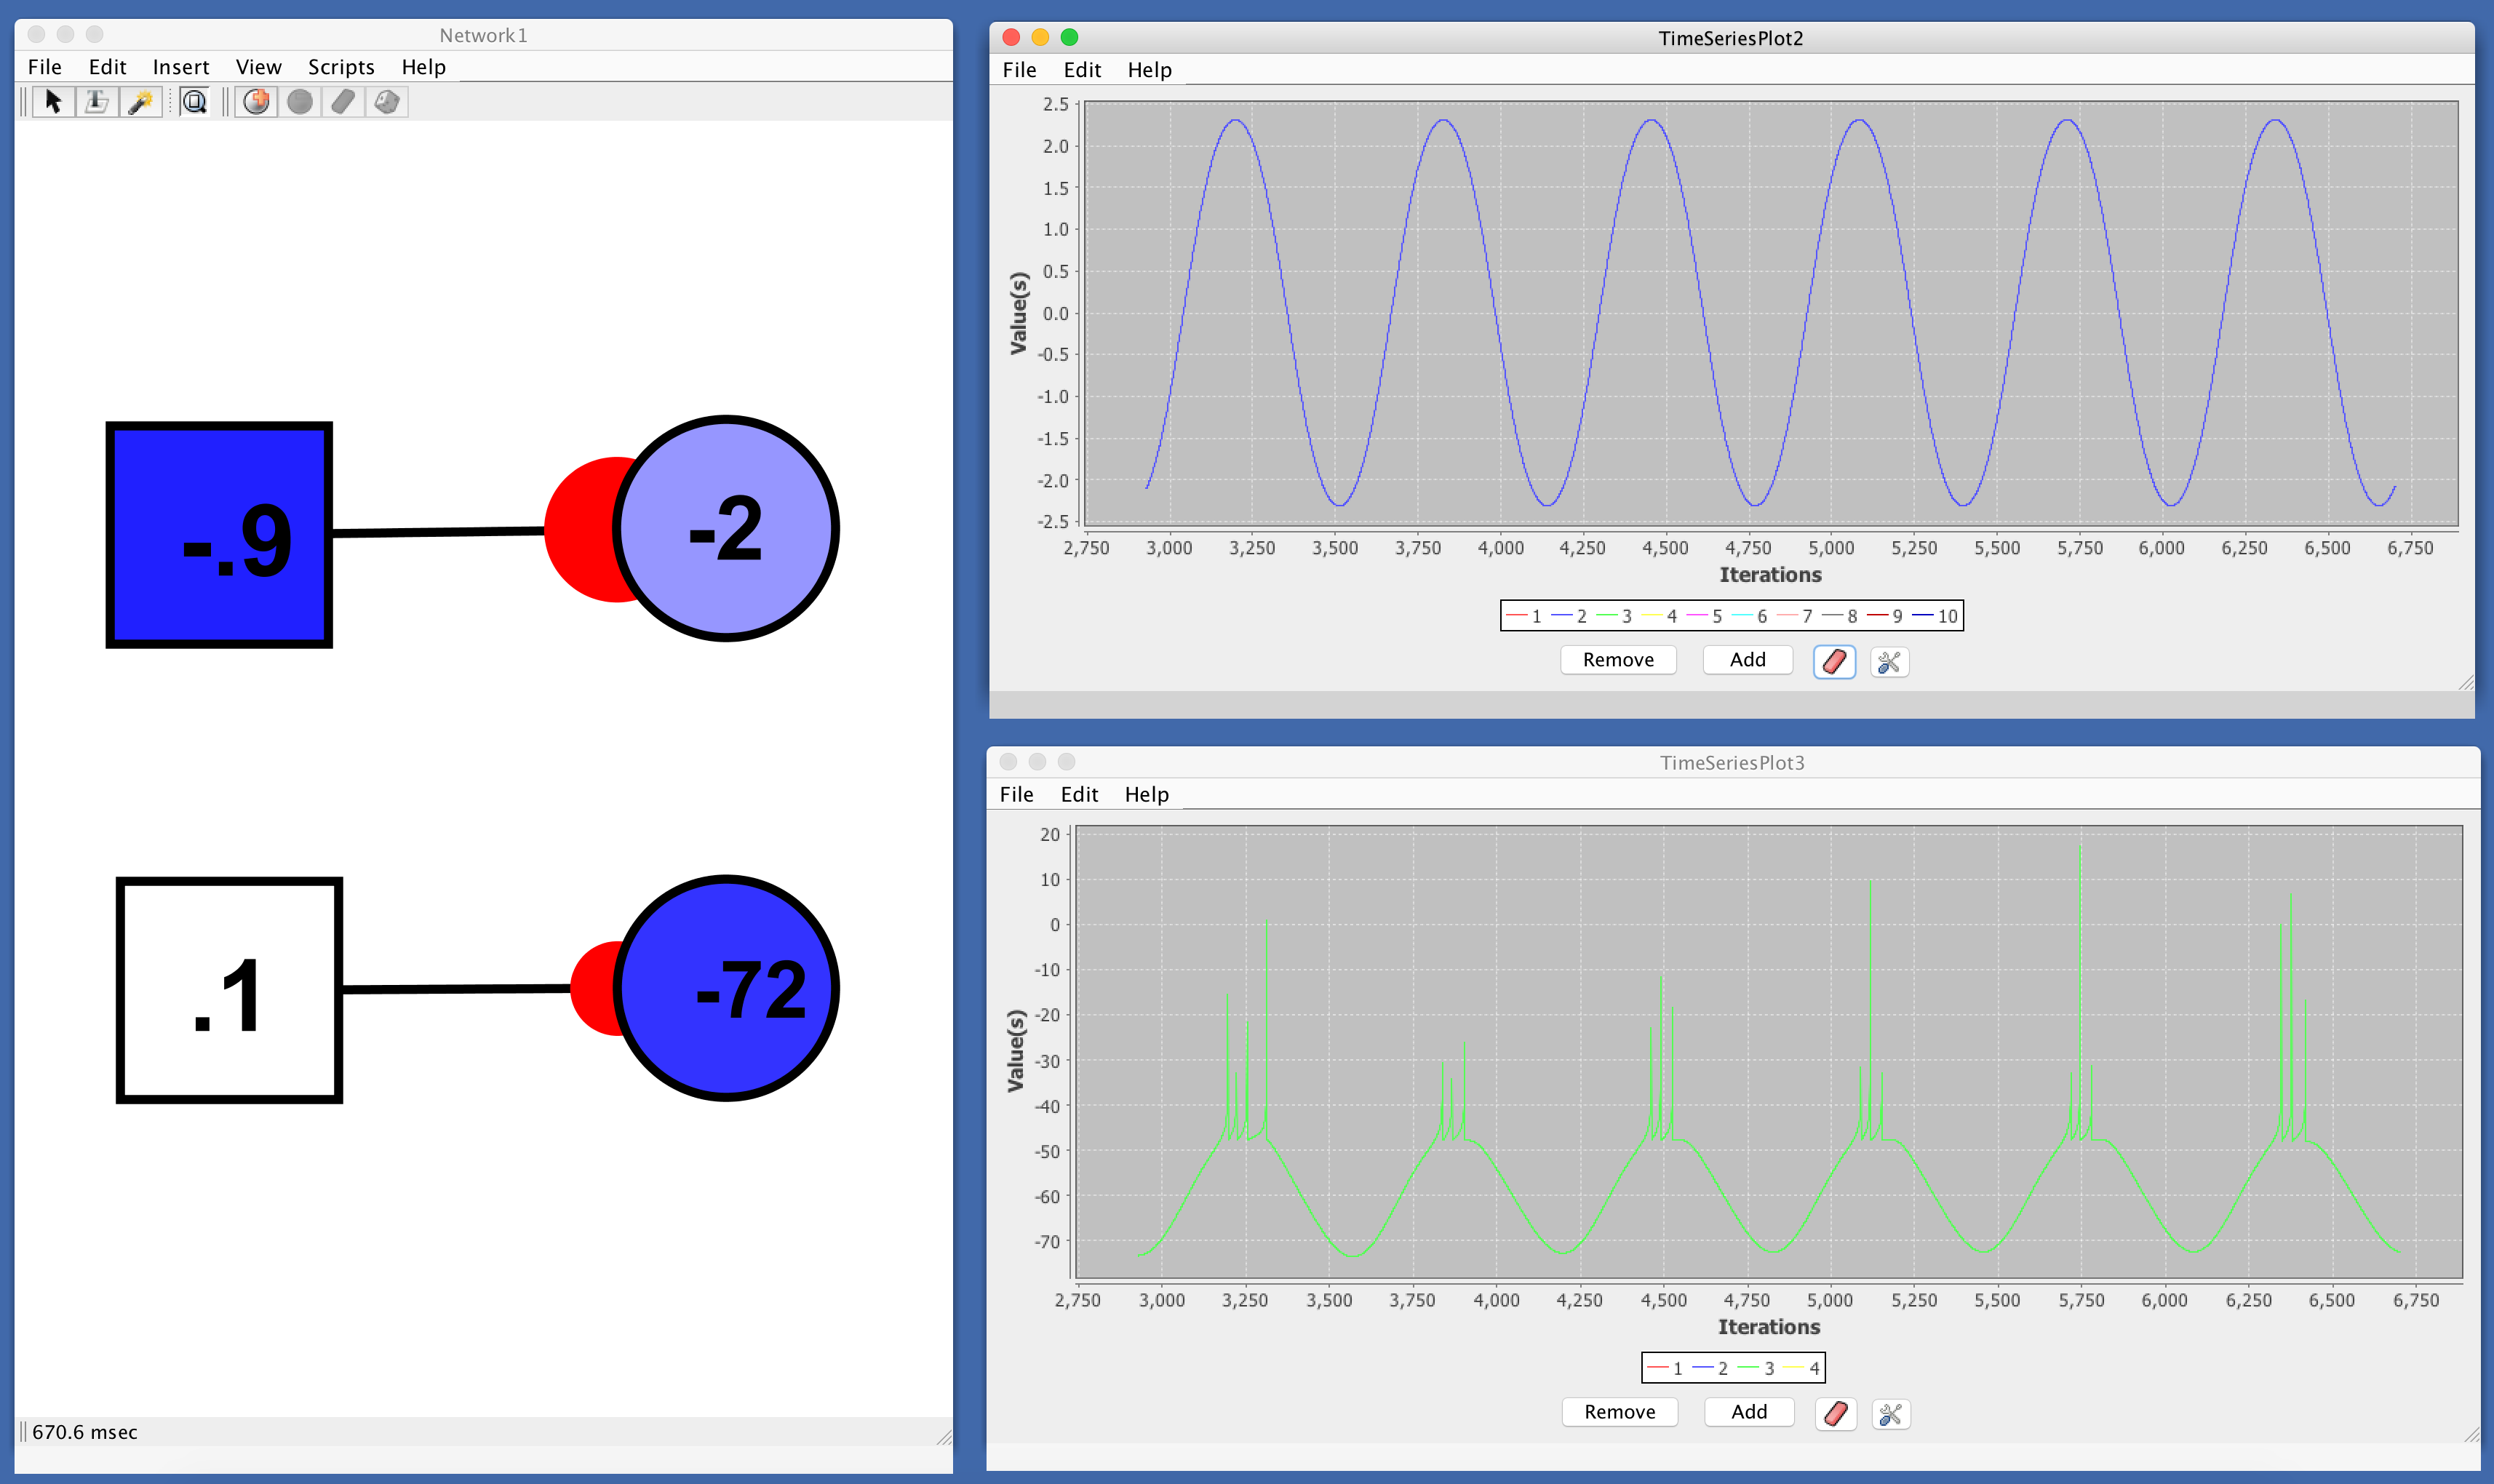 Network1
File Edit Insert View Scripts Help
-.9
-2
.1
-72
670.6 msec
TimeSeriesPlot2
File Edit Help
2.5
2.0
1.5
1.0
0.5
0.0
-0.5
-1.0
-1.5
-2.0
-2.5
Value(s)
2,750 3,000 3,250 3,500 3,750 4,000 4,250 4,500 4,750 5,000 5,250 5,500 5,750 6,000 6,250 6,500 6,750
Iterations
1 2 3 4 5 6 7 8 9 10
Remove Add
TimeSeriesPlot3
File Edit Help
20
10
0
-10
-20
-30
-40
-50
-60
-70
Value(s)
2,750 3,000 3,250 3,500 3,750 4,000 4,250 4,500 4,750 5,000 5,250 5,500 5,750 6,000 6,250 6,500 6,750
Iterations
1 2 3 4
Remove Add